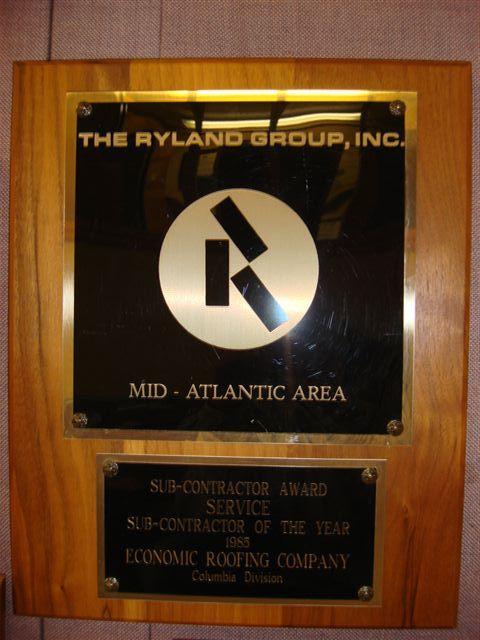 THE RYLAND GROUP, INC.
MID - ATLANTIC AREA
SUB-CONTRACTOR AWARD
SERVICE
SUB-CONTRACTOR OF THE YEAR
1985
ECONOMIC ROOFING COMPANY
Columbia Division